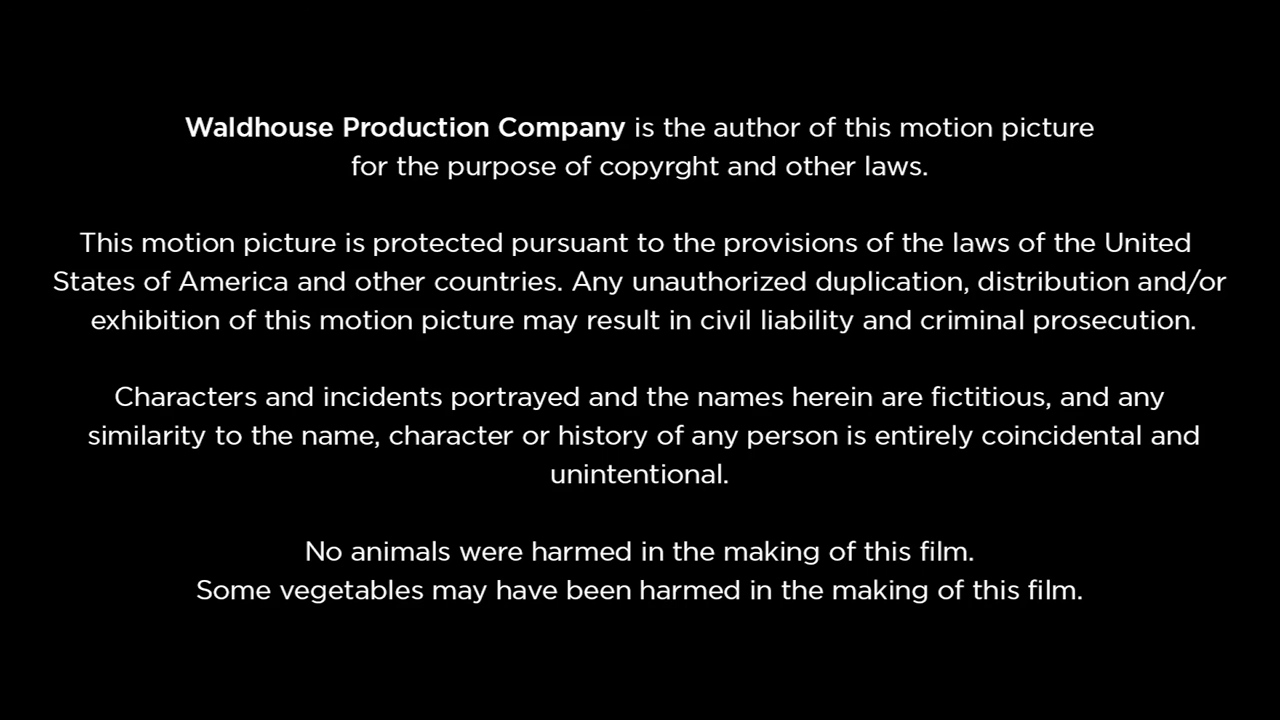 Waldhouse Production Company is the author of this motion picture
for the purpose of copyrght and other laws.
This motion picture is protected pursuant to the provisions of the laws of the United
States of America and other countries. Any unauthorized duplication, distribution and/or
exhibition of this motion picture may result in civil liability and criminal prosecution.
Characters and incidents portrayed and the names herein are fictitious, and any
similarity to the name, character or history of any person is entirely coincidental and
unintentional.
No animals were harmed in the making of this film.
Some vegetables may have been harmed in the making of this film.